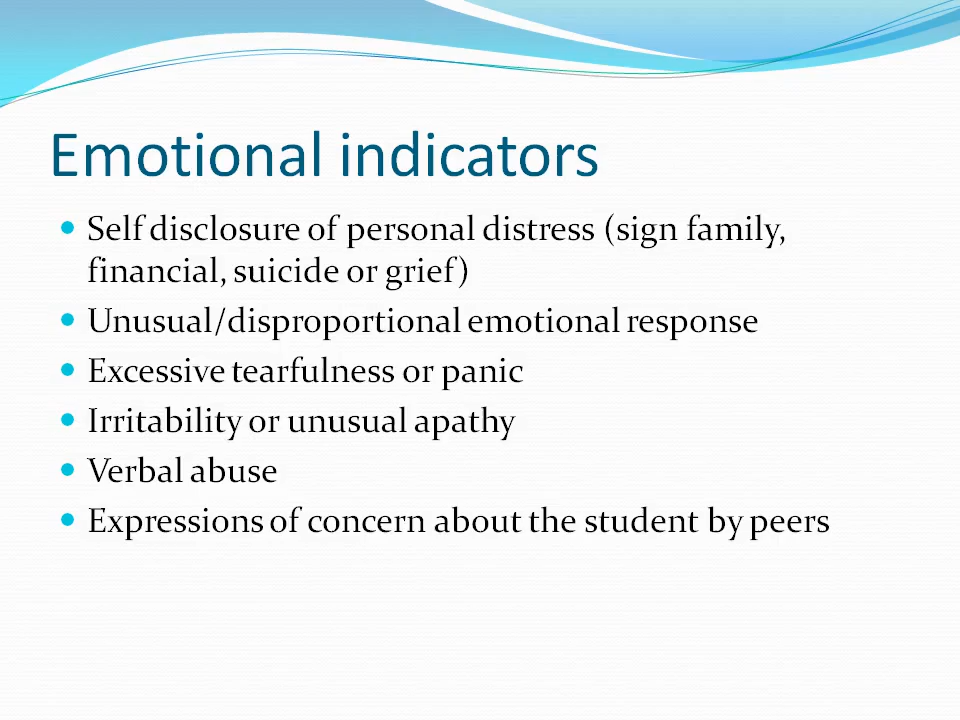 Emotional indicators
Self disclosure of personal distress (sign family,
financial, suicide or grief)
Unusual/disproportional emotional response
Excessive tearfulness or panic
Irritability or unusual apathy
Verbal abuse
Expressions of concern about the student by peers